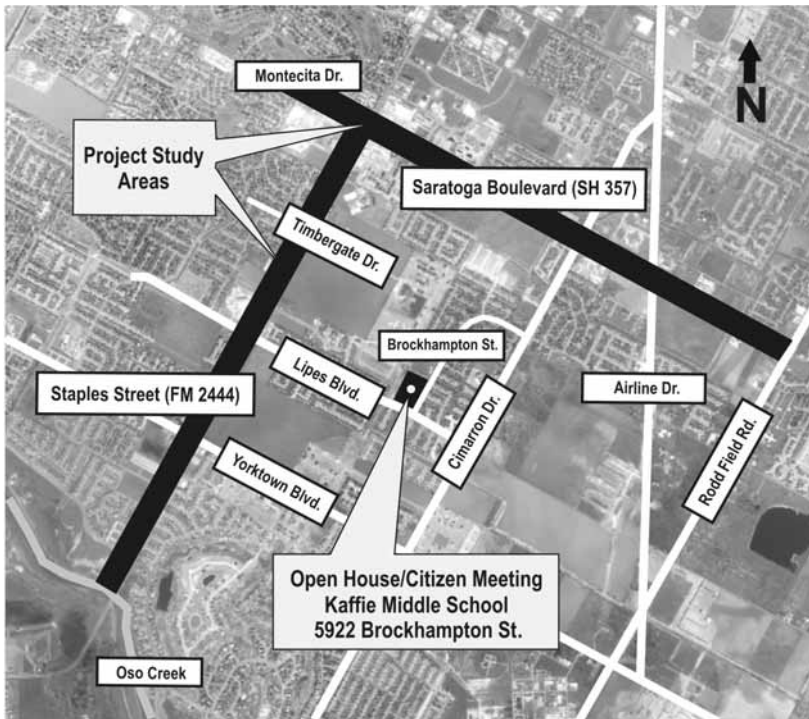 Montecita Dr.
N
Project Study
Areas
Saratoga Boulevard (SH 357)
Timbergate Dr.
Brockhampton St.
Lipes Blvd.
Staples Street (FM 2444)
Airline Dr.
Cimarron Dr.
Rodd Field Rd.
Yorktown Blvd.
Open House/Citizen Meeting
Kaffie Middle School
5922 Brockhampton St.
Oso Creek